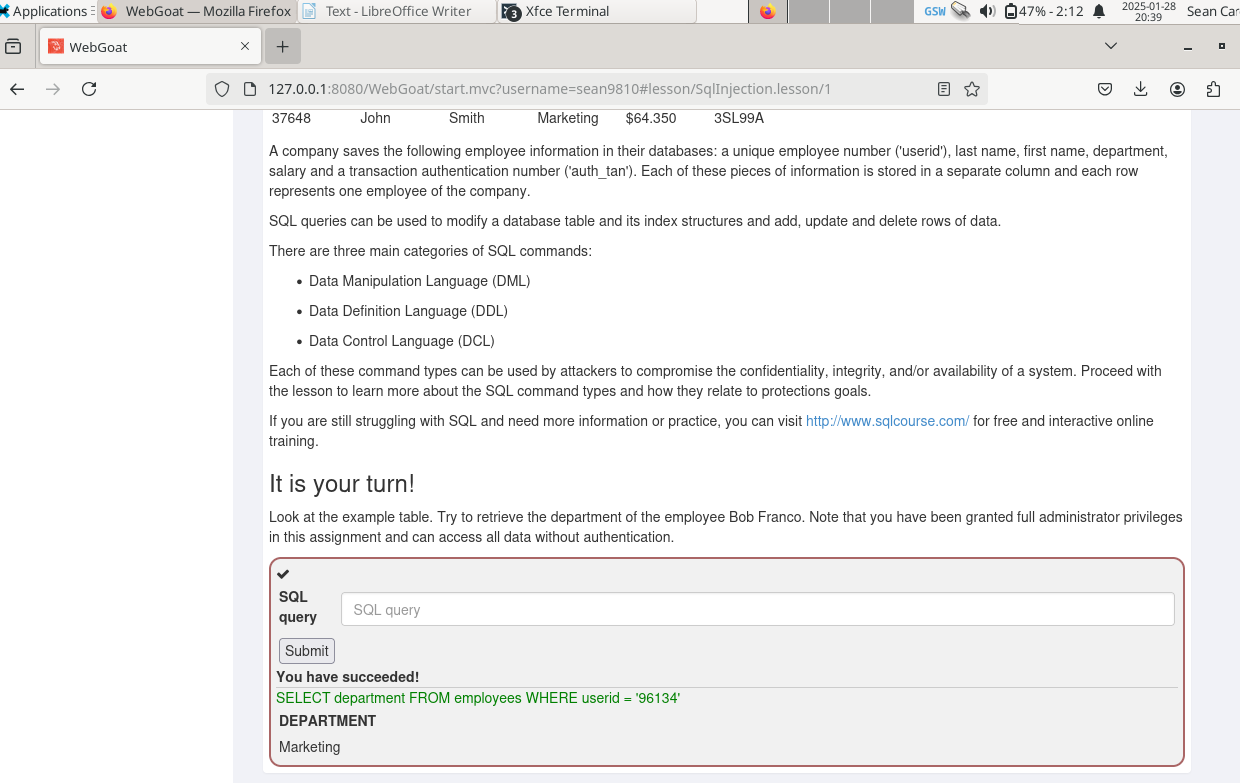 Applications WebGoat — Mozilla Firefox Text - LibreOffice Writer 3 Xfce Terminal GSW 47% - 2:12 2025-01-28 20:39 Sean Car
WebGoat
127.0.0.1:8080/WebGoat/start.mvc?username=sean9810#lesson/SqlInjection.lesson/1
37648 John Smith Marketing $64.350 3SL99A
A company saves the following employee information in their databases: a unique employee number ('userid'), last name, first name, department,
salary and a transaction authentication number ('auth_tan'). Each of these pieces of information is stored in a separate column and each row
represents one employee of the company.
SQL queries can be used to modify a database table and its index structures and add, update and delete rows of data.
There are three main categories of SQL commands:
• Data Manipulation Language (DML)
• Data Definition Language (DDL)
• Data Control Language (DCL)
Each of these command types can be used by attackers to compromise the confidentiality, integrity, and/or availability of a system. Proceed with
the lesson to learn more about the SQL command types and how they relate to protections goals.
If you are still struggling with SQL and need more information or practice, you can visit http://www.sqlcourse.com/ for free and interactive online
training.
It is your turn!
Look at the example table. Try to retrieve the department of the employee Bob Franco. Note that you have been granted full administrator privileges
in this assignment and can access all data without authentication.
SQL
query
SQL query
Submit
You have succeeded!
SELECT department FROM employees WHERE userid = '96134'
DEPARTMENT
Marketing